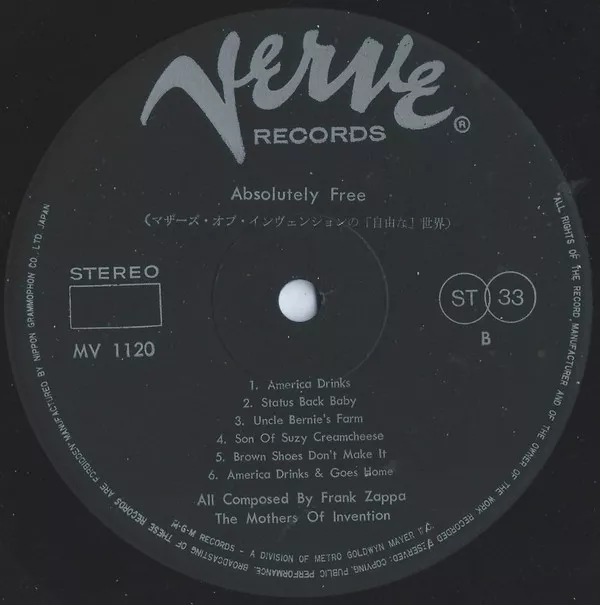 Verve
RECORDS ®
Absolutely Free
(マザーズ・オブ・インヴェンションの『自由な』世界)
STEREO
MV 1120
ST 33
B
1. America Drinks
2. Status Back Baby
3. Uncle Bernie's Farm
4. Son Of Suzy Creamcheese
5. Brown Shoes Don't Make It
6. America Drinks & Goes Home
All Composed By Frank Zappa
The Mothers Of Invention
M-G-M RECORDS - A DIVISION OF METRO GOLDWYN MAYER
ALL RIGHTS OF THE RECORD MANUFACTURER AND OF THE OWNER OF THE WORK RECORDED RESERVED: COPYING, PUBLIC PERFORMANCE, BROADCASTING OF THESE RECORDS ARE FORBIDDEN MANUFACTURED BY NIPPON GRAMMOPHON CO. LTD. JAPAN